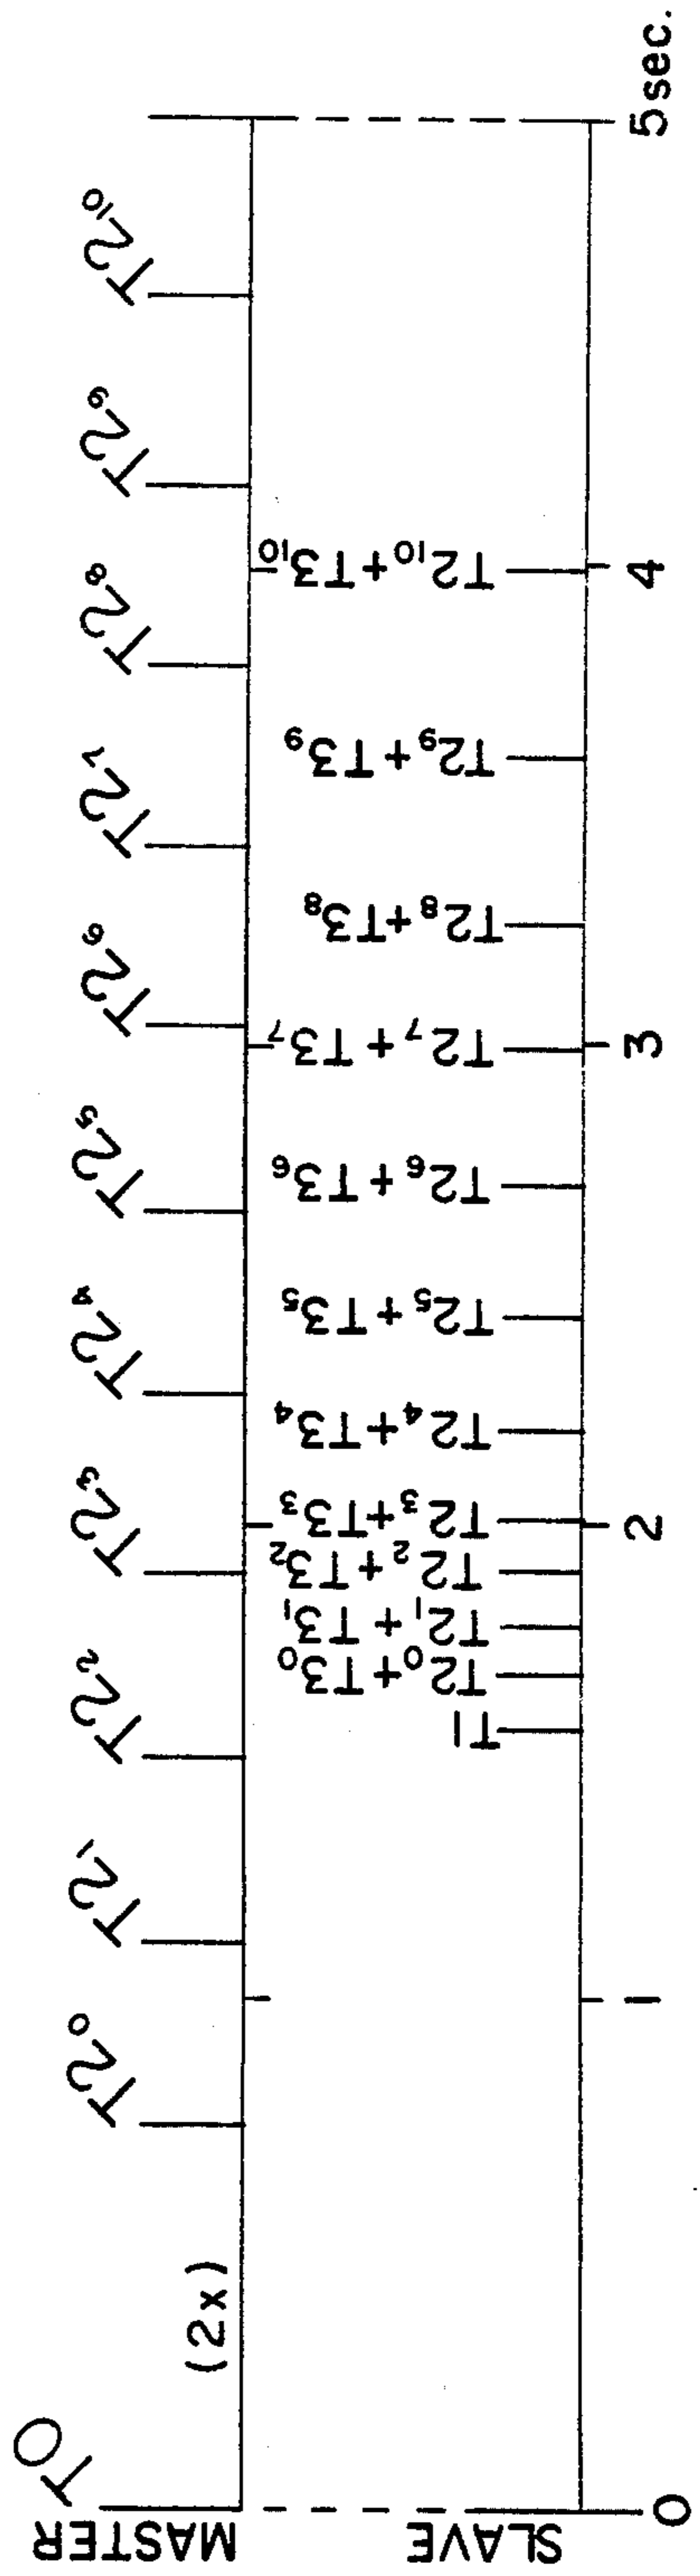 TO T2₀ T2₁ T2₂ T2₃ T2₄ T2₅ T2₆ T2₇ T2₈ T2₉ T2₁₀
MASTER (2x)
SLAVE
T1
T2₀+T3₀
T2₁+T3₁
T2₂+T3₂
T2₃+T3₃
T2₄+T3₄
T2₅+T3₅
T2₆+T3₆
T2₇+T3₇
T2₈+T3₈
T2₉+T3₉
T2₁₀+T3₁₀
0 1 2 3 4 5 sec.